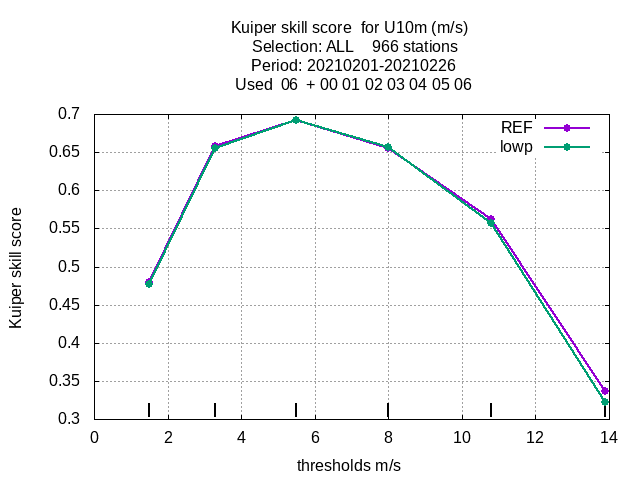 Kuiper skill score  for U10m (m/s)
Selection: ALL    966 stations
Period: 20210201-20210226
Used  06  + 00 01 02 03 04 05 06
REF
lowp
0.7
0.65
0.6
0.55
0.5
0.45
0.4
0.35
0.3
Kuiper skill score
0 2 4 6 8 10 12 14
thresholds m/s